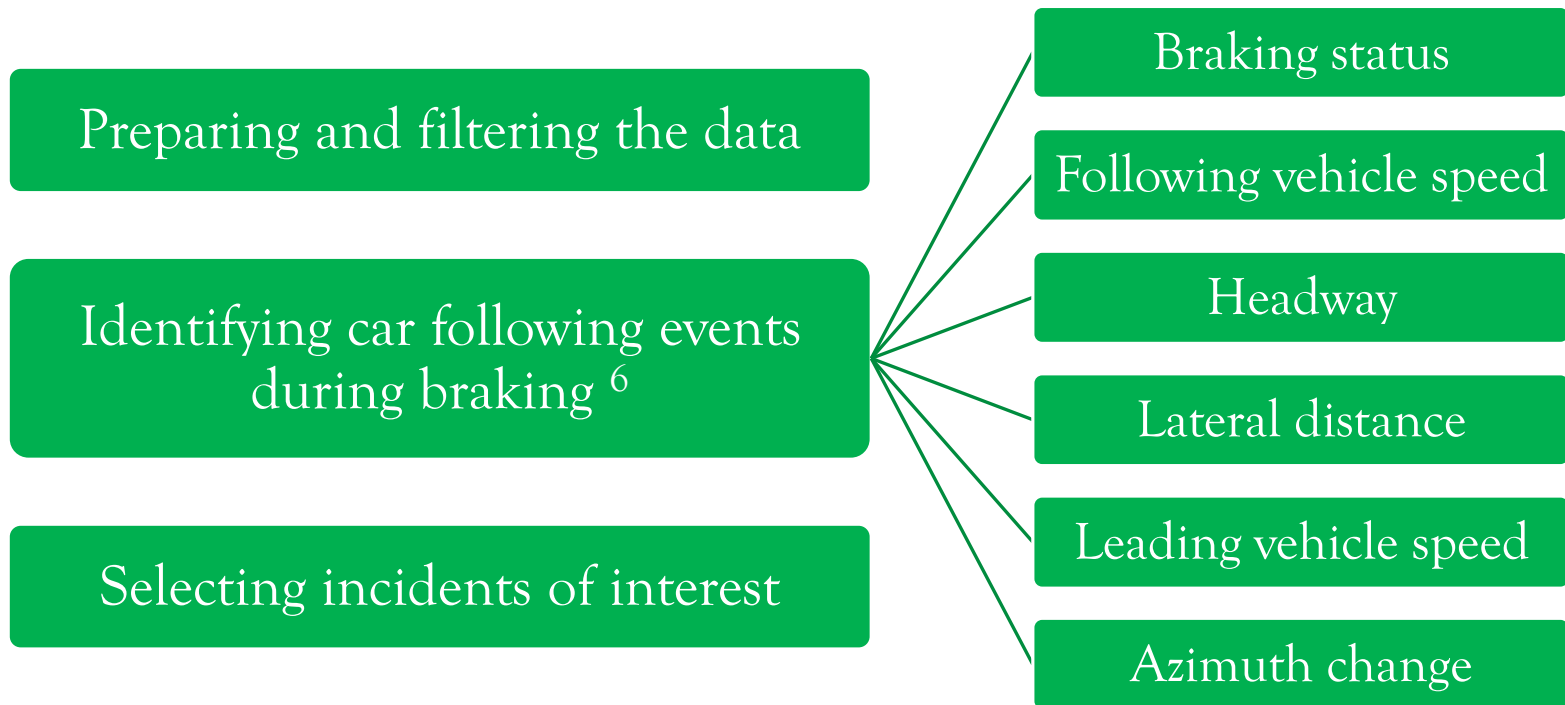 Preparing and filtering the data
Identifying car following events
during braking ⁶
Selecting incidents of interest
Braking status
Following vehicle speed
Headway
Lateral distance
Leading vehicle speed
Azimuth change